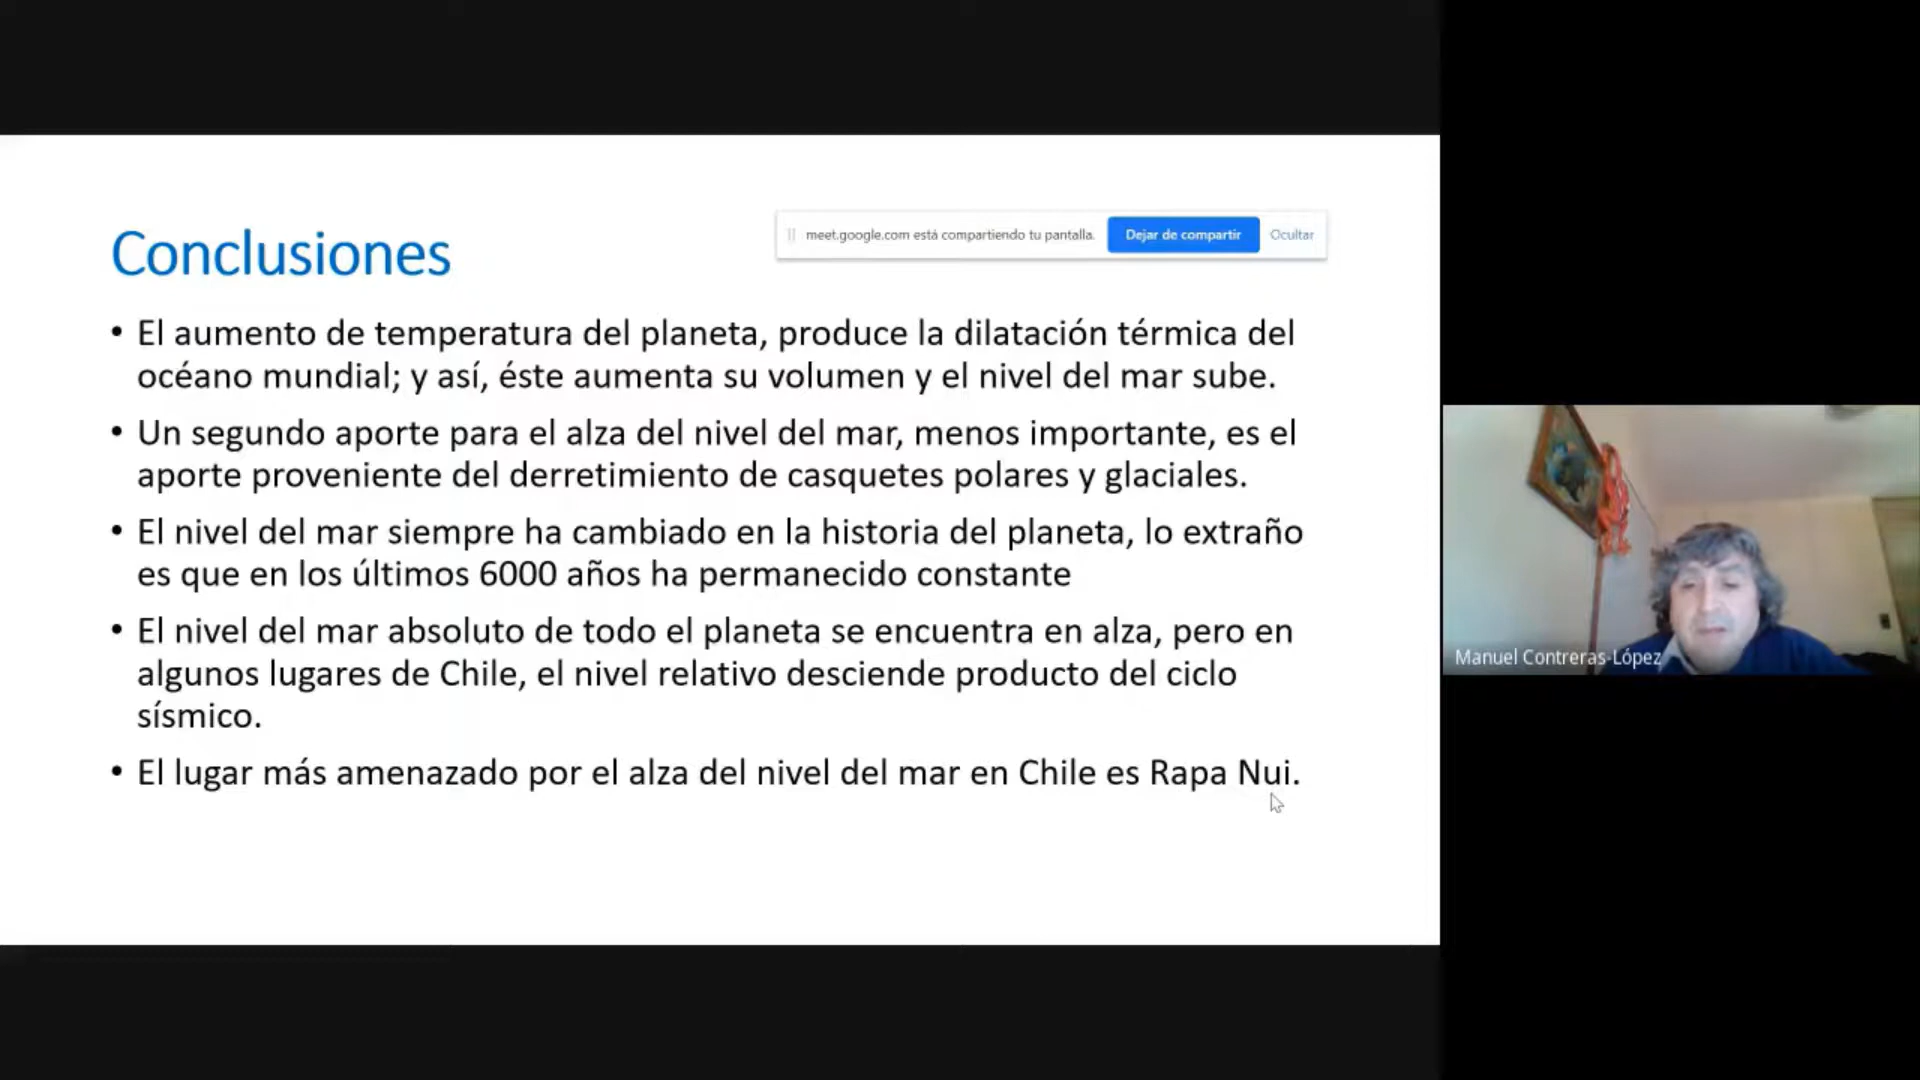 Conclusiones
meet.google.com está compartiendo tu pantalla. Dejar de compartir Ocultar
• El aumento de temperatura del planeta, produce la dilatación térmica del
océano mundial; y así, éste aumenta su volumen y el nivel del mar sube.
• Un segundo aporte para el alza del nivel del mar, menos importante, es el
aporte proveniente del derretimiento de casquetes polares y glaciales.
• El nivel del mar siempre ha cambiado en la historia del planeta, lo extraño
es que en los últimos 6000 años ha permanecido constante
• El nivel del mar absoluto de todo el planeta se encuentra en alza, pero en
algunos lugares de Chile, el nivel relativo desciende producto del ciclo
sísmico.
• El lugar más amenazado por el alza del nivel del mar en Chile es Rapa Nui.
Manuel Contreras-López